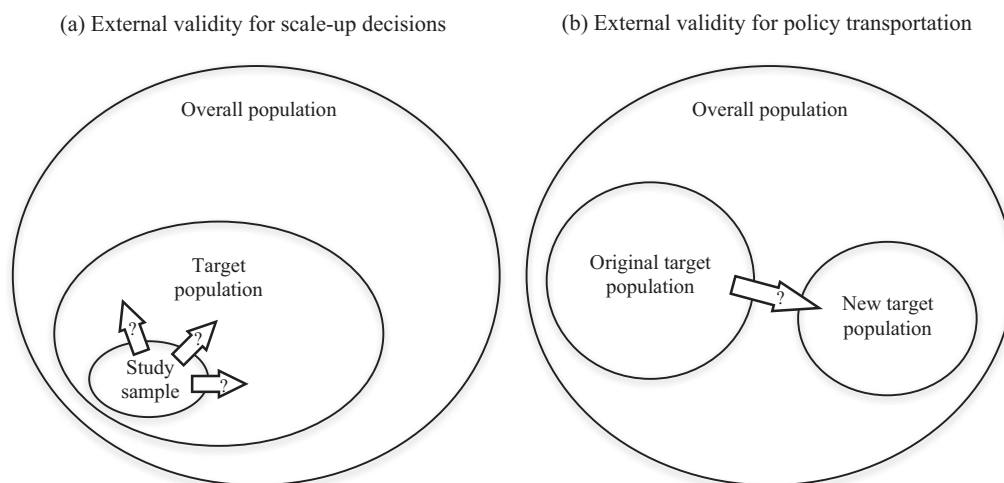 (a) External validity for scale-up decisions
Overall population
Target
population
?
?
Study
sample
?
(b) External validity for policy transportation
Overall population
Original target
population
?
New target
population